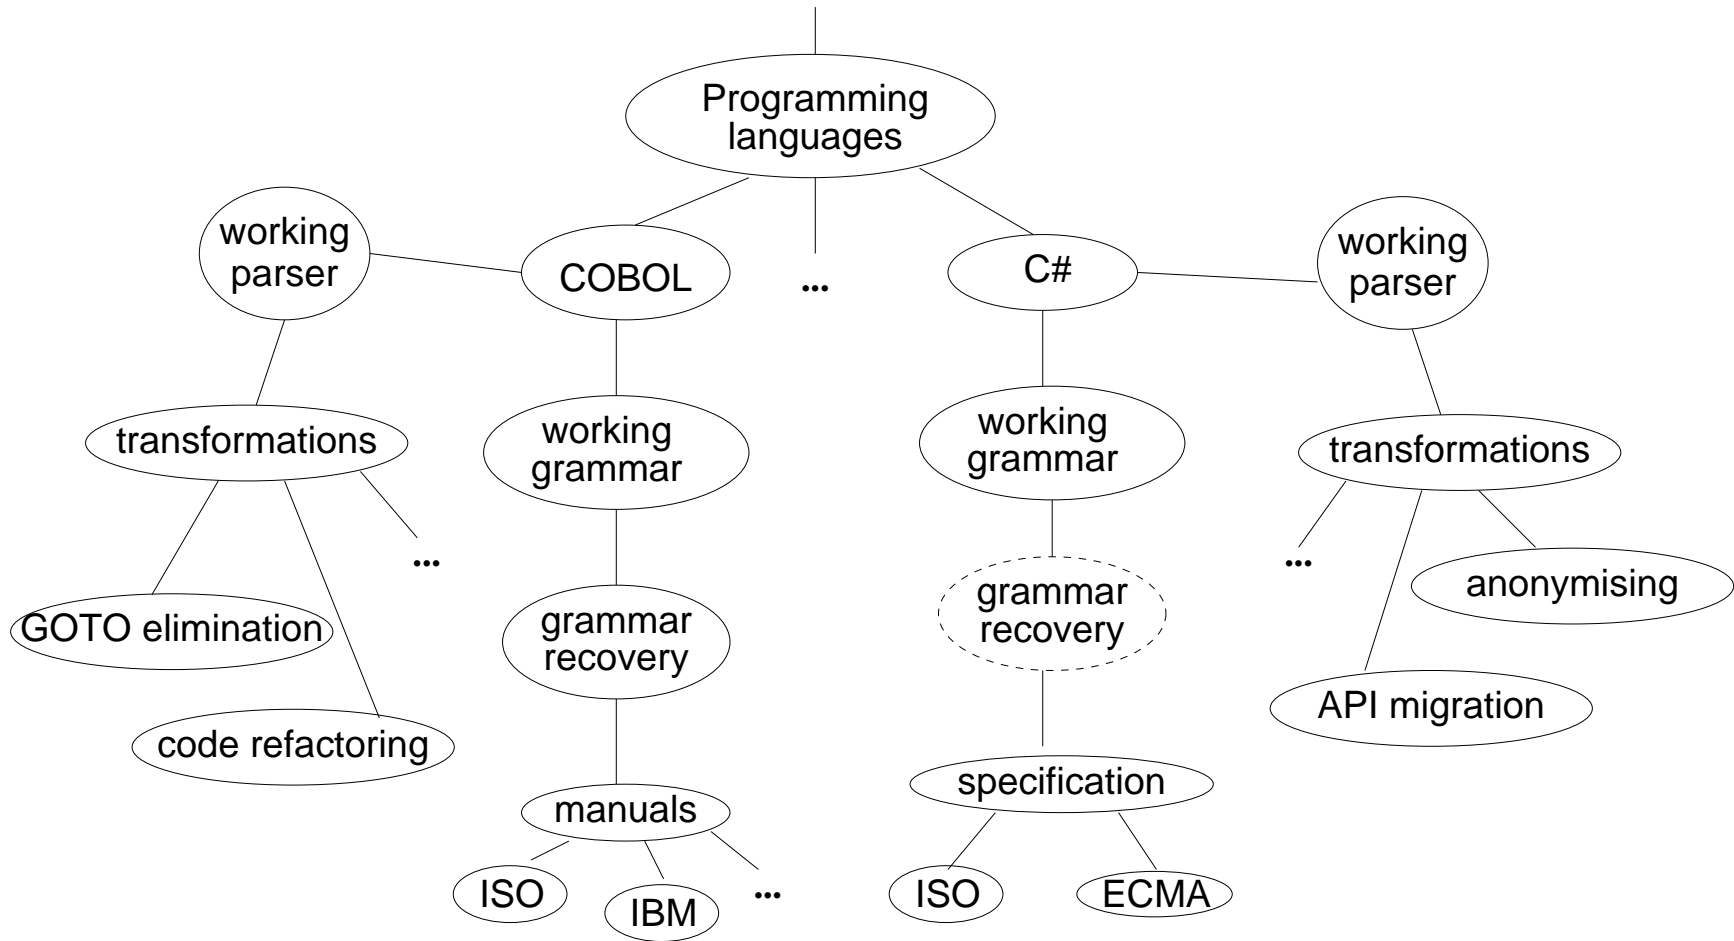 Programming
languages
working
parser
COBOL
...
C#
working
parser
transformations
working
grammar
working
grammar
transformations
...
...
GOTO elimination
grammar
recovery
grammar
recovery
anonymising
code refactoring
API migration
manuals
specification
ISO
IBM
...
ISO
ECMA